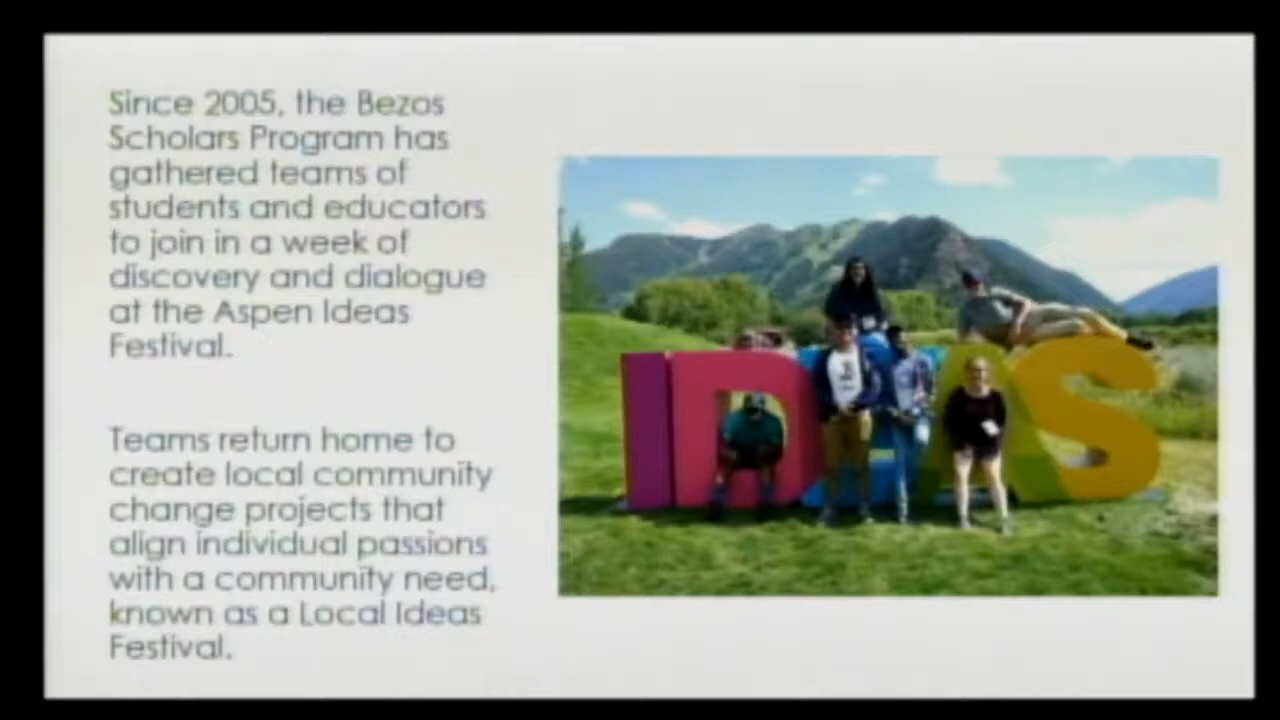 Since 2005, the Bezos
Scholars Program has
gathered teams of
students and educators
to join in a week of
discovery and dialogue
at the Aspen Ideas
Festival.
Teams return home to
create local community
change projects that
align individual passions
with a community need,
known as a Local Ideas
Festival.
IDEAS